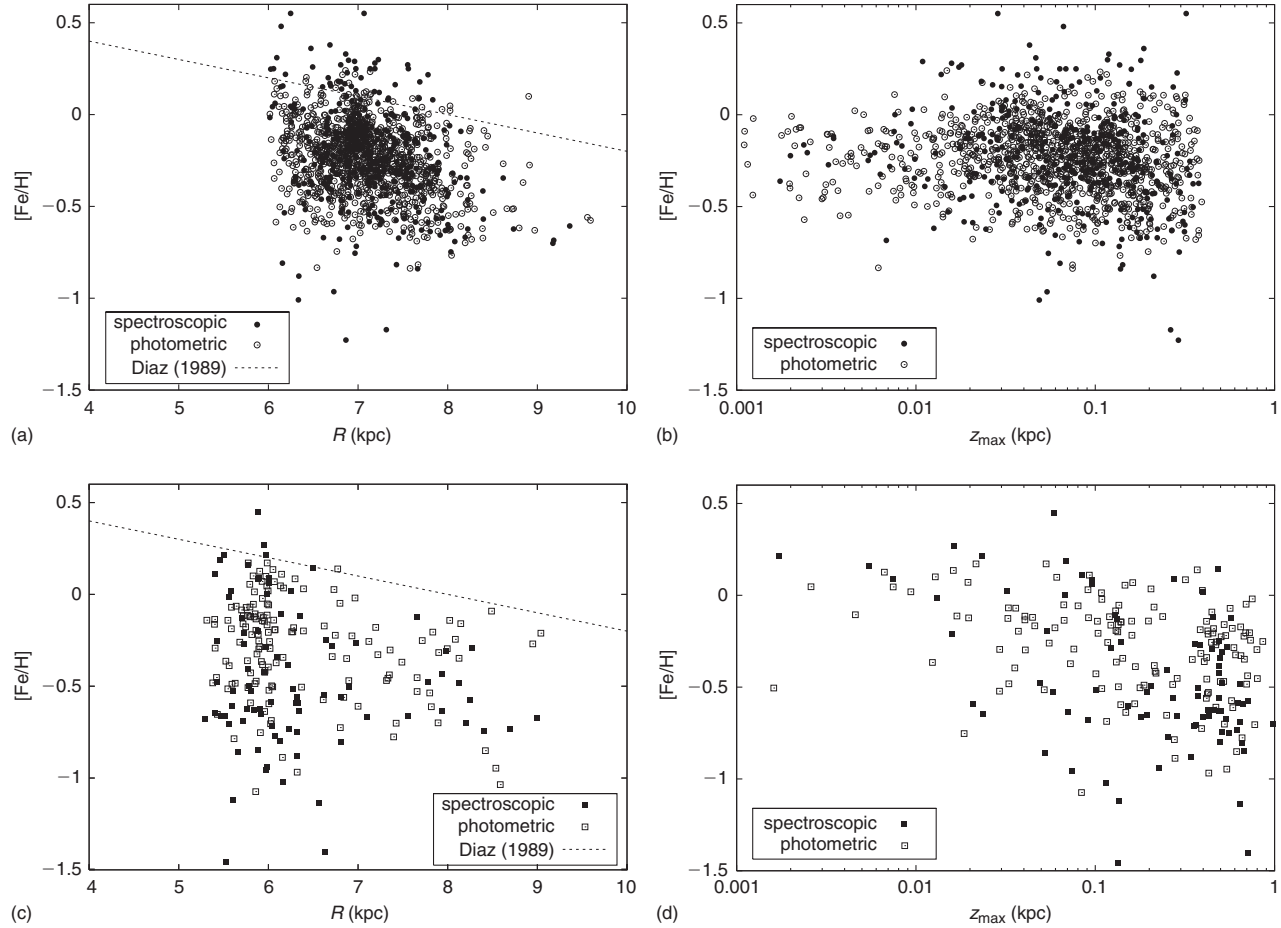 0.5
0
−0.5
−1
−1.5
[Fe/H]
spectroscopic
photometric
Diaz (1989)
4 5 6 7 8 9 10
(a)
R (kpc)
0.5
0
−0.5
−1
−1.5
[Fe/H]
spectroscopic
photometric
0.001 0.01 0.1 1
(b)
zmax (kpc)
0.5
0
−0.5
−1
−1.5
[Fe/H]
spectroscopic
photometric
Diaz (1989)
4 5 6 7 8 9 10
(c)
R (kpc)
0.5
0
−0.5
−1
−1.5
[Fe/H]
spectroscopic
photometric
0.001 0.01 0.1 1
(d)
zmax (kpc)